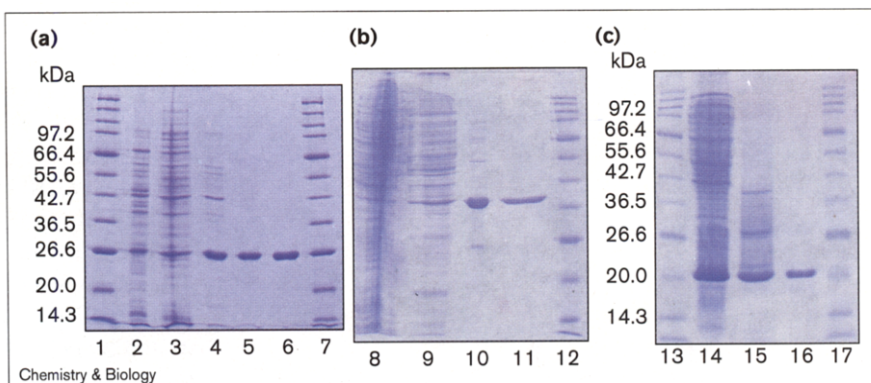 (a)
kDa
97.2
66.4
55.6
42.7
36.5
26.6
20.0
14.3
1 2 3 4 5 6 7
(b)
8 9 10 11 12
(c)
kDa
97.2
66.4
55.6
42.7
36.5
26.6
20.0
14.3
13 14 15 16 17
Chemistry & Biology